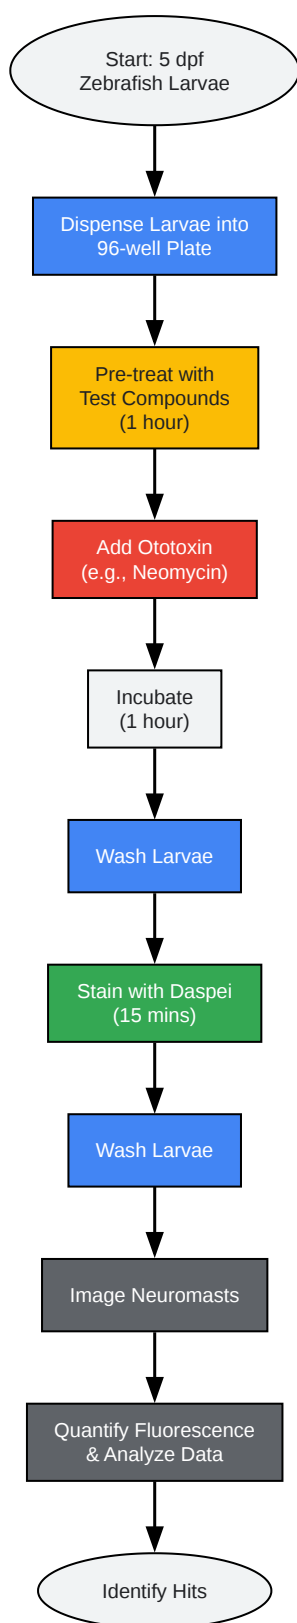 Start: 5 dpf
Zebrafish Larvae
Dispense Larvae into
96-well Plate
Pre-treat with
Test Compounds
(1 hour)
Add Ototoxin
(e.g., Neomycin)
Incubate
(1 hour)
Wash Larvae
Stain with Daspei
(15 mins)
Wash Larvae
Image Neuromasts
Quantify Fluorescence
& Analyze Data
Identify Hits